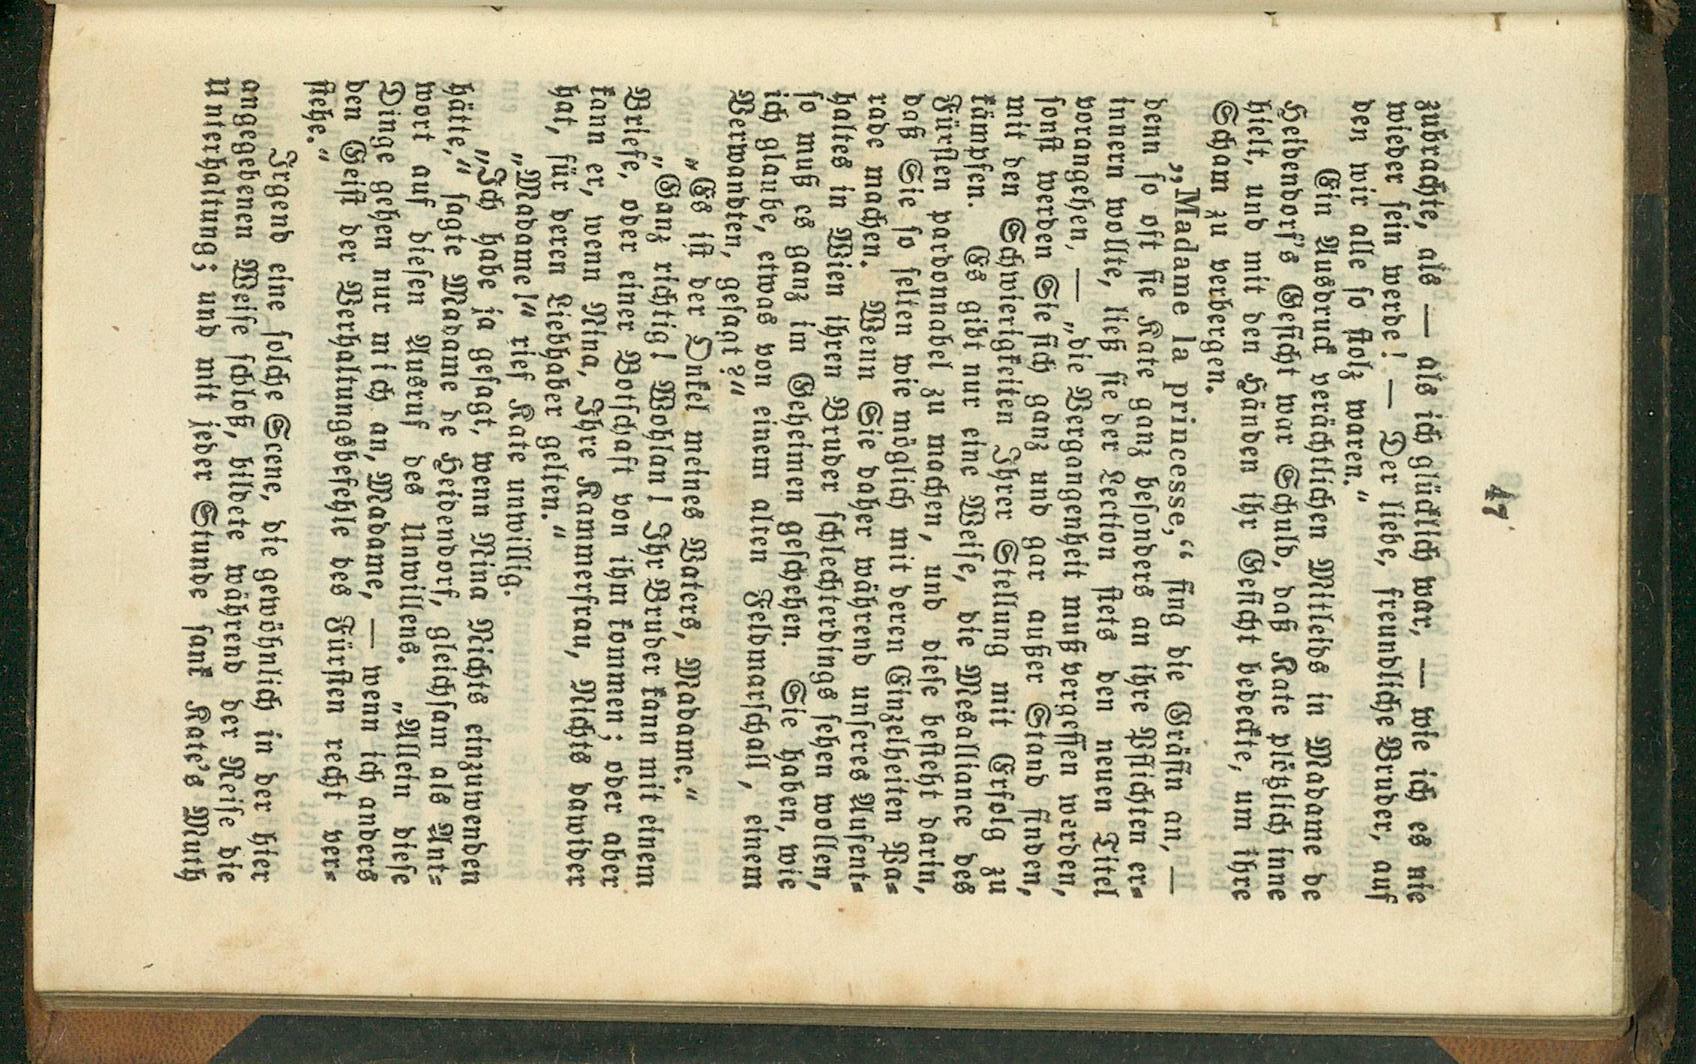 47
zubrachte, als — als ich glücklich war, — wie ich es nie
wieder sein werde! — Der liebe, freundliche Bruder, auf
den wir alle so stolz waren."
Ein Ausdruck verächtlichen Mitleids in Madame de
Heidendorf's Gesicht war Schuld, daß Kate plötzlich inne
hielt, und mit den Händen ihr Gesicht bedeckte, um ihre
Scham zu verbergen.
„Madame la princesse,“ fing die Gräfin an, —
denn so oft sie Kate ganz besonders an ihre Pflichten er-
innern wollte, ließ sie der Lection stets den neuen Titel
vorangehen, — „die Vergangenheit muß vergessen werden,
sonst werden Sie sich ganz und gar außer Stand finden,
mit den Schwierigkeiten Ihrer Stellung mit Erfolg zu
kämpfen. Es gibt nur eine Weise, die Mesalliance des
Fürsten pardonnabel zu machen, und diese besteht darin,
daß Sie so selten wie möglich mit deren Einzelheiten Pa-
rade machen. Wenn Sie daher während unseres Aufent-
haltes in Wien ihren Bruder schlechterdings sehen wollen,
so muß es ganz im Geheimen geschehen. Sie haben, wie
ich glaube, etwas von einem alten Feldmarschall, einem
Verwandten, gesagt?“
„Es ist der Onkel meines Vaters, Madame.“
„Ganz richtig! Wohlan! Ihr Bruder kann mit einem
Briefe, oder einer Botschaft von ihm kommen; oder aber
kann er, wenn Nina, Ihre Kammerfrau, Nichts dawider
hat, für deren Liebhaber gelten.“
„Madame!“ rief Kate unwillig.
„Ich habe ja gesagt, wenn Nina Nichts einzuwenden
hätte,“ sagte Madame de Heidendorf, gleichsam als Ant-
wort auf diesen Ausruf des Unwillens. „Allein diese
Dinge gehen nur mich an, Madame, — wenn ich anders
den Geist der Verhaltungsbefehle des Fürsten recht ver-
stehe.“
Irgend eine solche Scene, die gewöhnlich in der hier
angegebenen Weise schloß, bildete während der Reise die
Unterhaltung; und mit jeder Stunde sank Kate's Muth